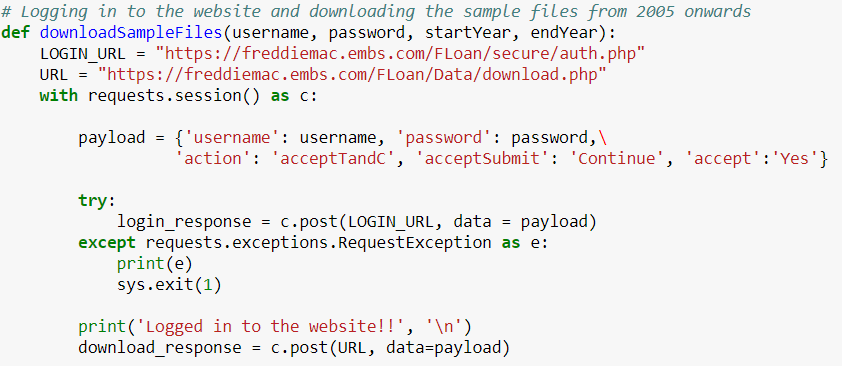 # Logging in to the website and downloading the sample files from 2005 onwards
def downloadSampleFiles(username, password, startYear, endYear):
    LOGIN_URL = "https://freddiemac.embs.com/FLoan/secure/auth.php"
    URL = "https://freddiemac.embs.com/FLoan/Data/download.php"
    with requests.session() as c:
        payload = {'username': username, 'password': password,\
                  'action': 'acceptTandC', 'acceptSubmit': 'Continue', 'accept':'Yes'}
        try:
            login_response = c.post(LOGIN_URL, data = payload)
        except requests.exceptions.RequestException as e:
            print(e)
            sys.exit(1)
        print('Logged in to the website!!', '\n')
        download_response = c.post(URL, data=payload)